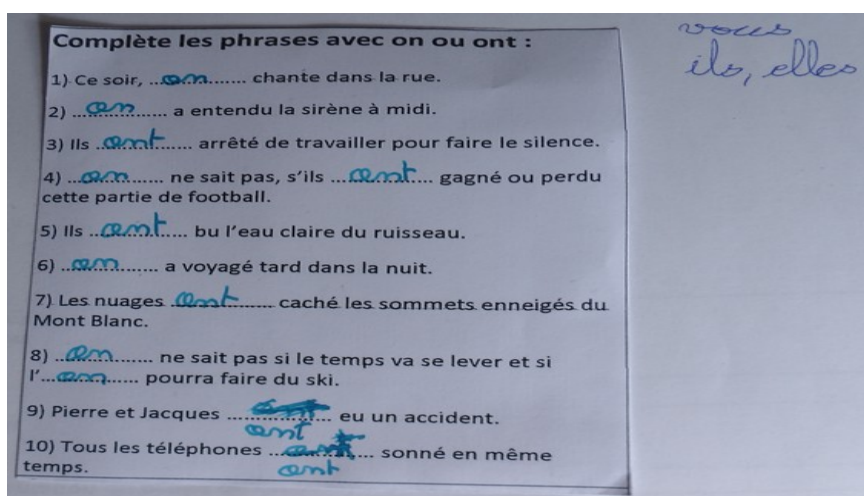 Complète les phrases avec on ou ont :
1) Ce soir, ...on....... chante dans la rue.
2) ...on............ a entendu la sirène à midi.
3) Ils ..ont...... arrêté de travailler pour faire le silence.
4) ...on....... ne sait pas, s'ils ...ont.... gagné ou perdu
cette partie de football.
5) Ils ..ont..... bu l'eau claire du ruisseau.
6) ..on......... a voyagé tard dans la nuit.
7) Les nuages .ont........ caché les sommets enneigés du
Mont Blanc.
8) ..on......... ne sait pas si le temps va se lever et si
l'...on....... pourra faire du ski.
9) Pierre et Jacques .................. eu un accident.
ont
10) Tous les téléphones .................. sonné en même
ont
temps.
vous
ils, elles